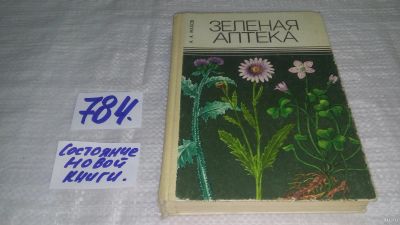 784.
Состояние
новой
книги.
ЗЕЛЕНАЯ
АПТЕКА